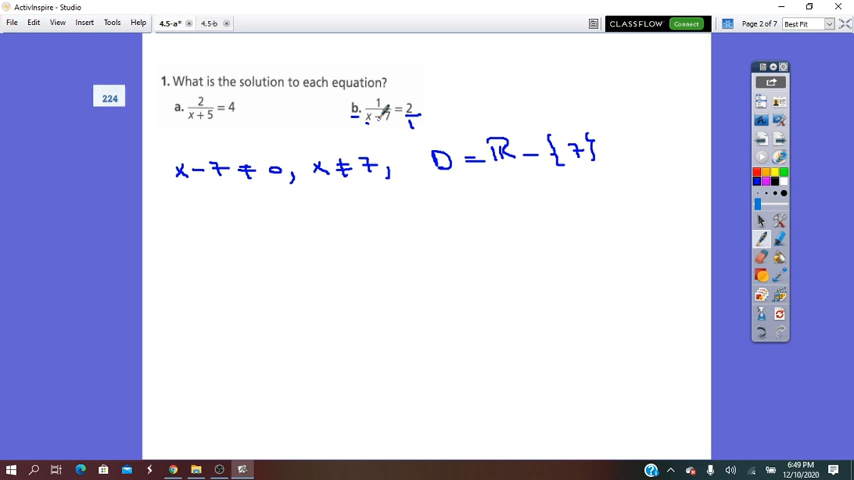 ActivInspire - Studio
File Edit View Insert Tools Help
4.5-a* 4.5-b
CLASSFLOW Connect
Page 2 of 7 Best Fit
224
1. What is the solution to each equation?
a. 2/(x + 5) = 4 b. 1/(x - 7) = 2/1
x - 7 ≠ 0, x ≠ 7, D = ℝ - {7}
6:49 PM
12/10/2020